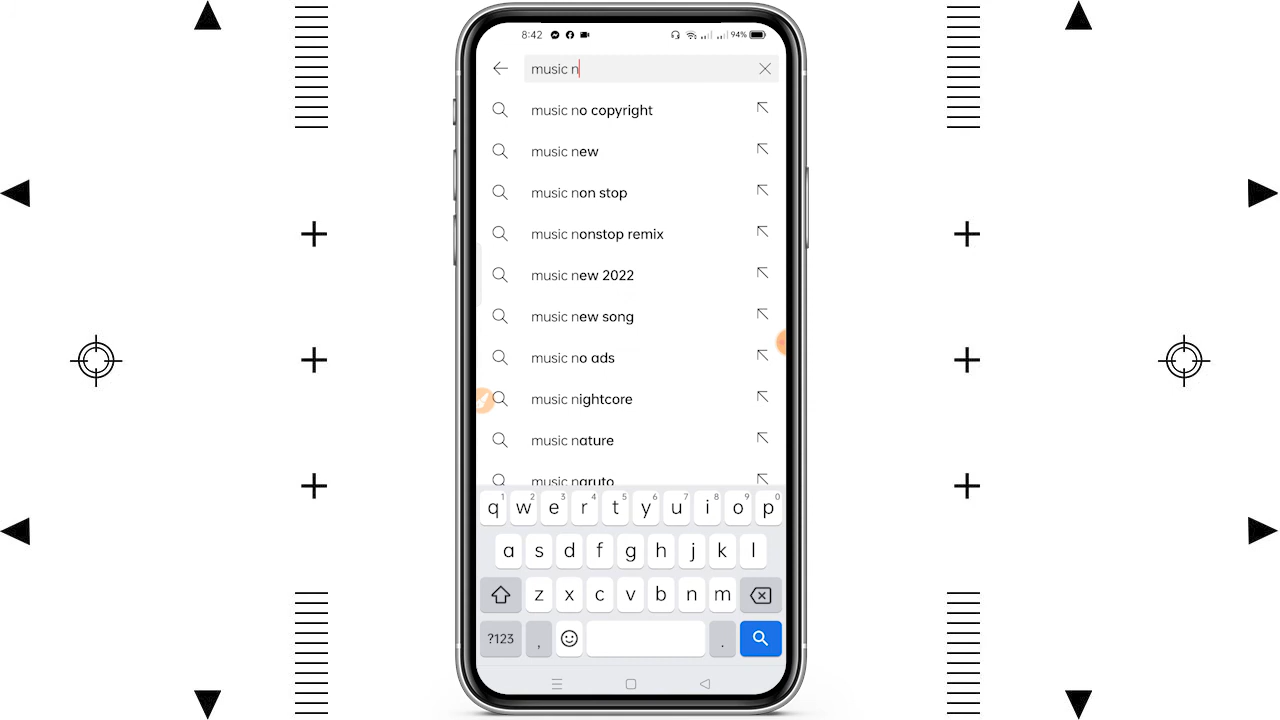 8:42 94%
music n
music no copyright
music new
music non stop
music nonstop remix
music new 2022
music new song
music no ads
music nightcore
music nature
music naruto
1 2 3 4 5 6 7 8 9 0
q w e r t y u i o p
a s d f g h j k l
z x c v b n m
?123 , .